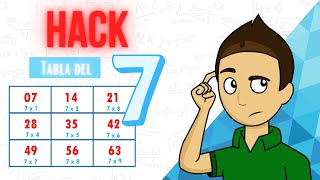 HACK
TABLA DEL 7
07 14 21
7 x 1 7 x 2 7 x 3
28 35 42
7 x 4 7 x 5 7 x 6
49 56 63
7 x 7 7 x 8 7 x 9